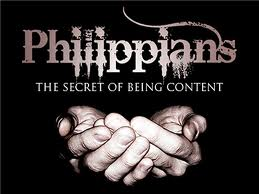 Philippians
THE SECRET OF BEING CONTENT